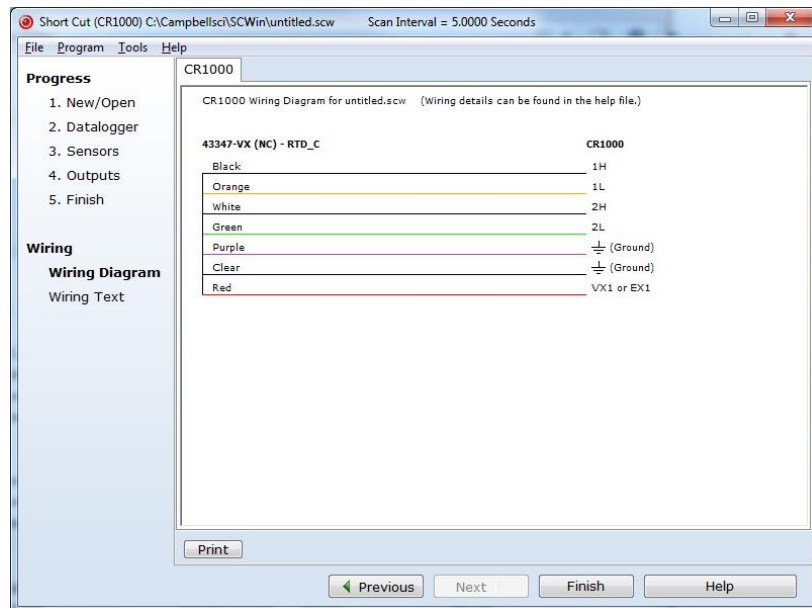 Short Cut (CR1000) C:\Campbellsci\SCWin\untitled.scw Scan Interval = 5.0000 Seconds
File Program Tools Help
Progress
1. New/Open
2. Datalogger
3. Sensors
4. Outputs
5. Finish
Wiring
Wiring Diagram
Wiring Text
CR1000
CR1000 Wiring Diagram for untitled.scw (Wiring details can be found in the help file.)
43347-VX (NC) - RTD_C CR1000
Black 1H
Orange 1L
White 2H
Green 2L
Purple (Ground)
Clear (Ground)
Red VX1 or EX1
Print
Previous Next Finish Help